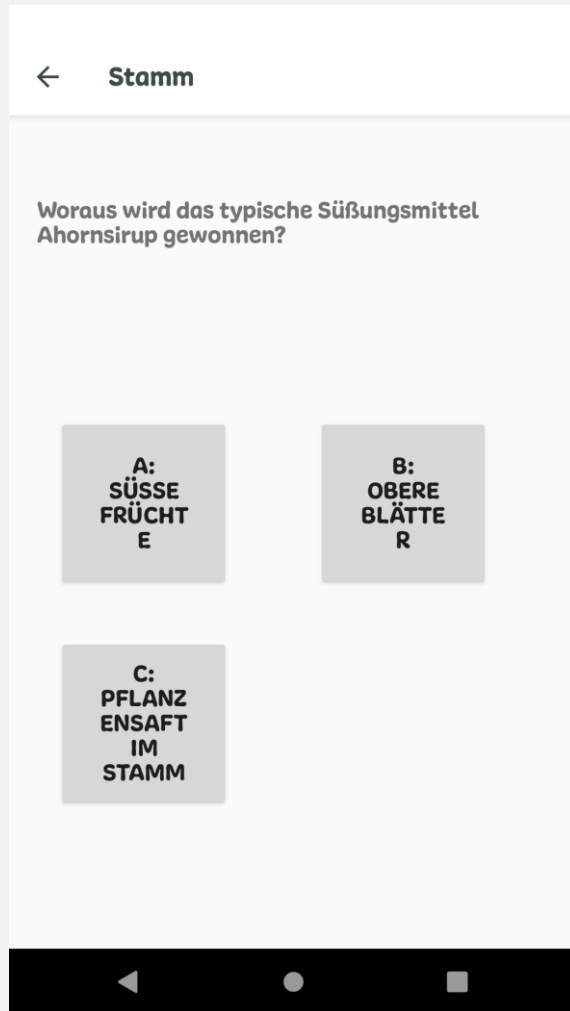 Stamm
Woraus wird das typische Süßungsmittel
Ahornsirup gewonnen?
A:
SÜSSE
FRÜCHT
E
B:
OBERE
BLÄTTE
R
C:
PFLANZ
ENSAFT
IM
STAMM